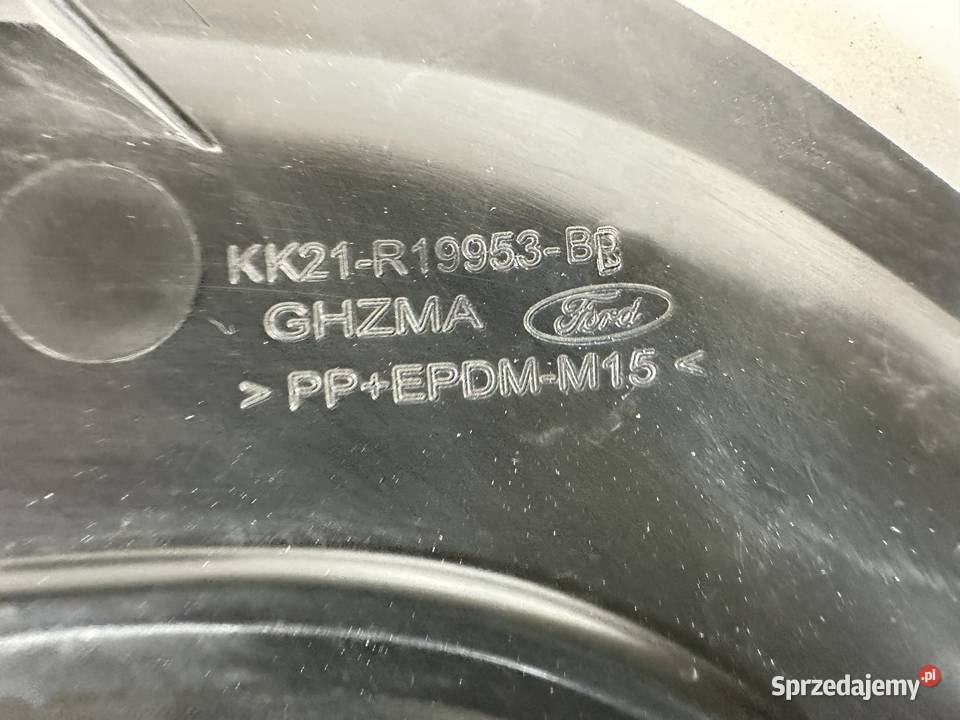 KK21-R19953-BB
GHZMA Ford
> PP+EPDM-M15 <
Sprzedajemy.pl